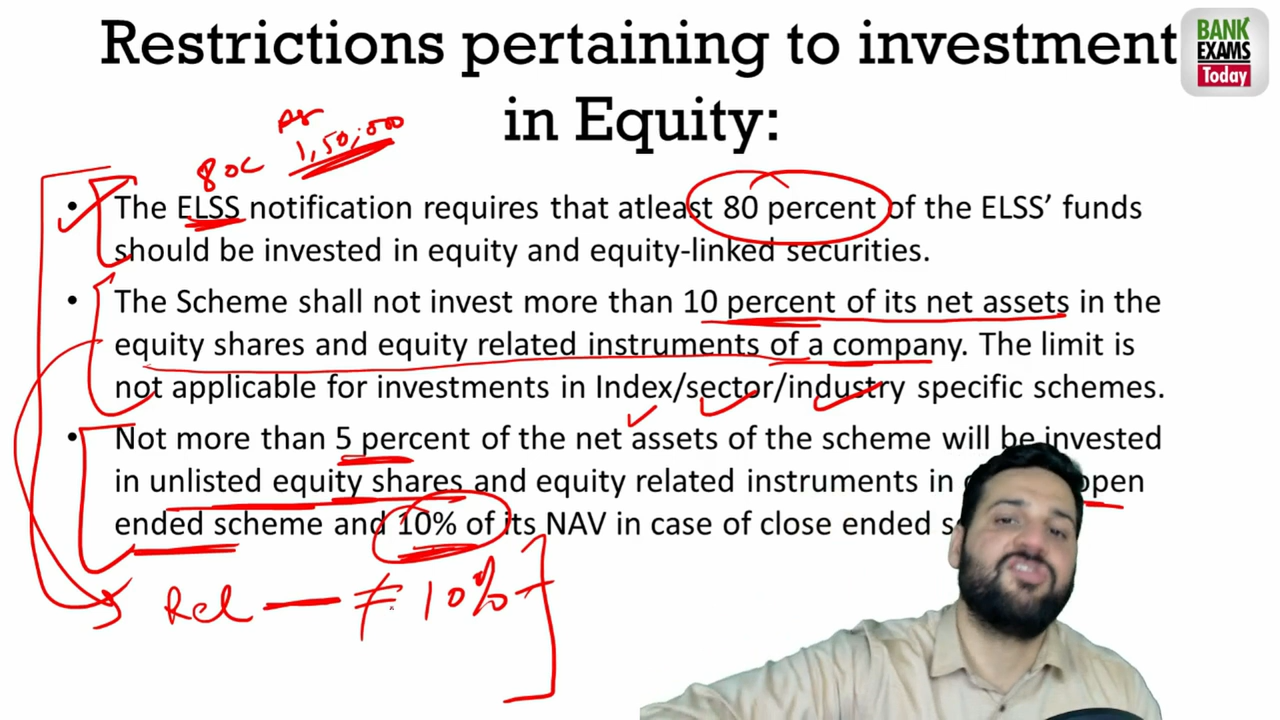 Restrictions pertaining to investment
in Equity:
BANK
EXAMS
Today
80C
1,50,000
• The ELSS notification requires that atleast 80 percent of the ELSS’ funds
should be invested in equity and equity-linked securities.
• The Scheme shall not invest more than 10 percent of its net assets in the
equity shares and equity related instruments of a company. The limit is
not applicable for investments in Index/sector/industry specific schemes.
• Not more than 5 percent of the net assets of the scheme will be invested
in unlisted equity shares and equity related instruments in open
ended scheme and 10% of its NAV in case of close ended
Rel — ≠ 10%